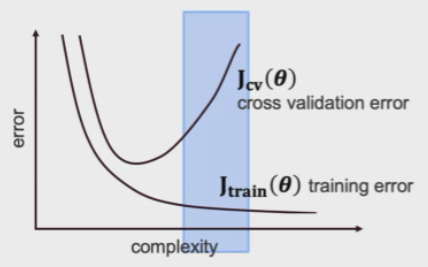 J_cv(θ)
cross validation error
error
J_train(θ) training error
complexity